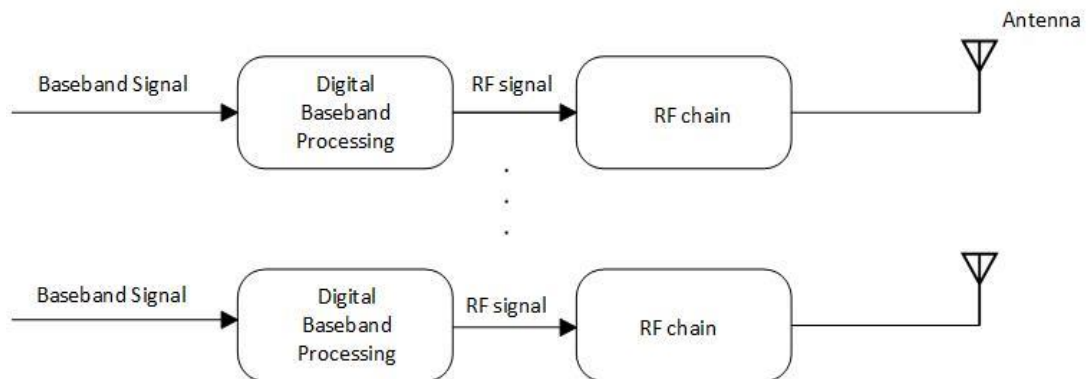 Antenna
Baseband Signal
Digital
Baseband
Processing
RF signal
RF chain
Baseband Signal
Digital
Baseband
Processing
RF signal
RF chain